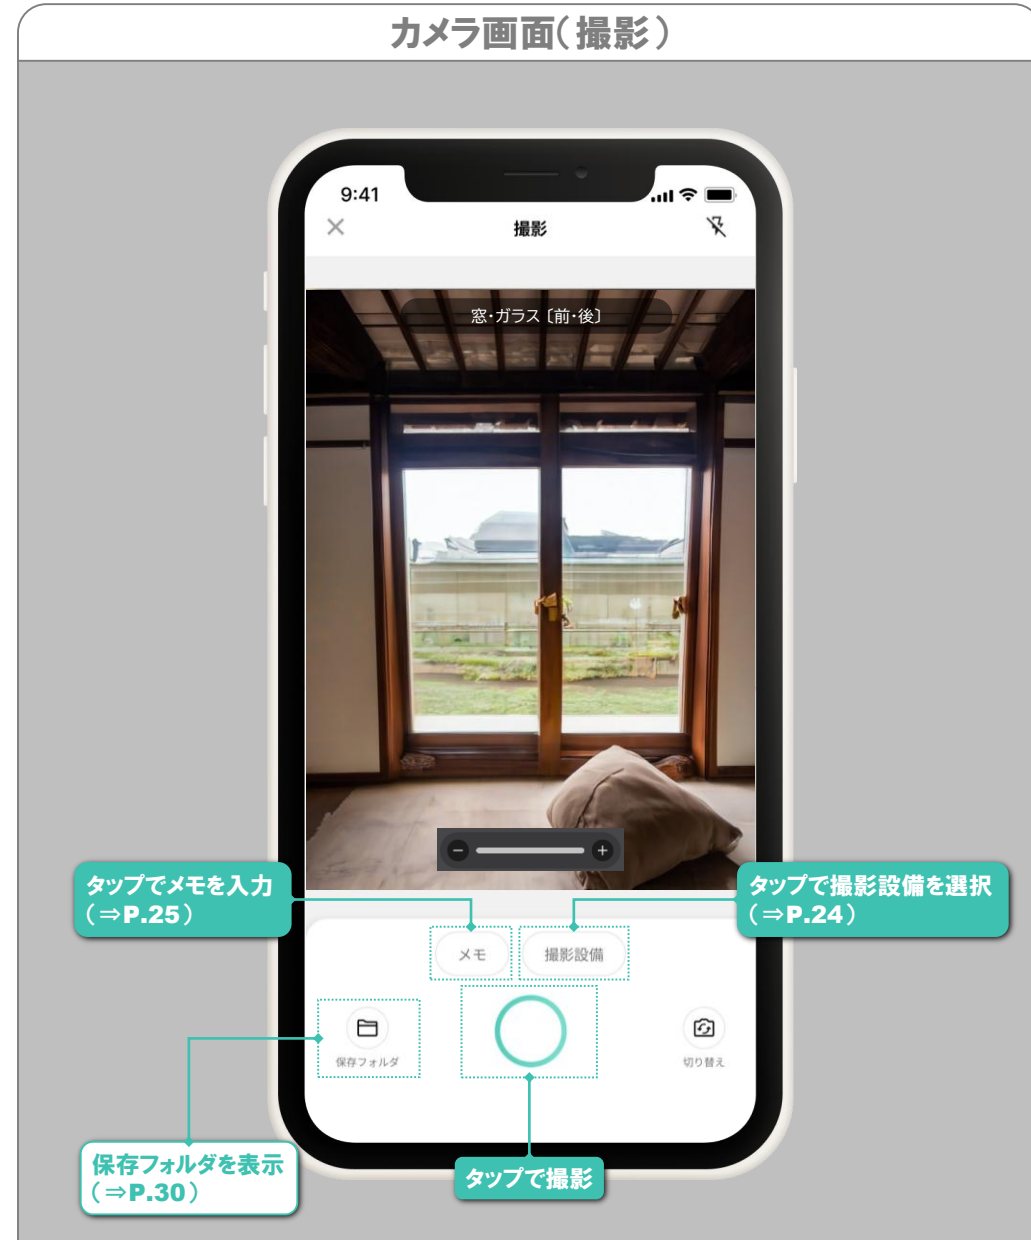 カメラ画面（撮影）
9:41
撮影
窓・ガラス〔前・後〕
タップでメモを入力
（⇒P.25）
タップで撮影設備を選択
（⇒P.24）
メモ
撮影設備
保存フォルダ
切り替え
保存フォルダを表示
（⇒P.30）
タップで撮影